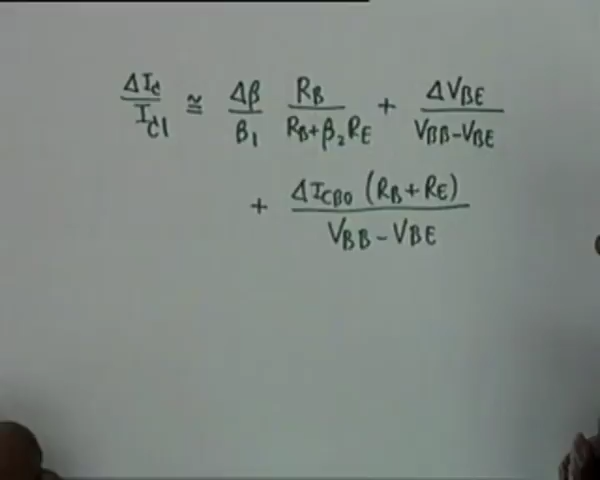 ΔIc/IC1 ≅ Δβ/β1 RB/(RB+β2RE) + ΔVBE/(VBB-VBE)
+ ΔICBO (RB+RE)/(VBB-VBE)